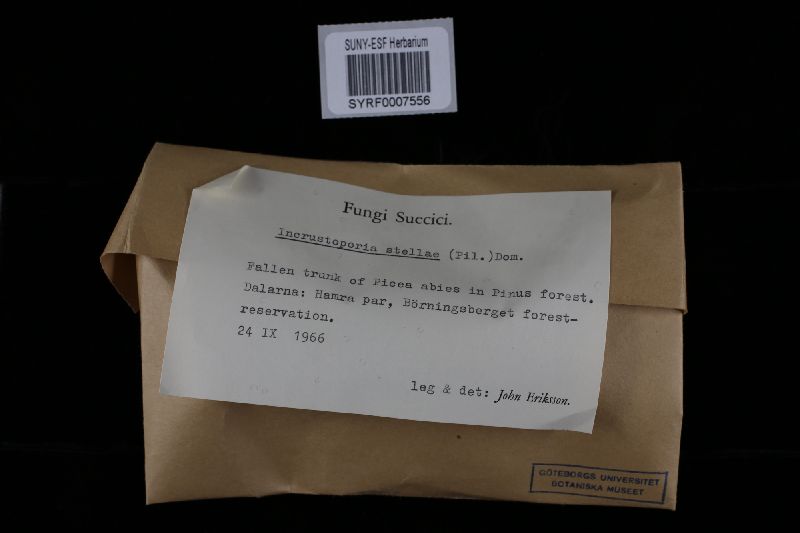 SUNY-ESF Herbarium
SYRF0007556
Fungi Succici.
Incrustoporia stellae (Pil.)Dom.
Fallen trunk of Picea abies in Pinus forest.
Dalarna: Hamra par, Börningsberget forest-
reservation.
24 IX 1966
leg & det: John Eriksson.
GÖTEBORGS UNIVERSITET
BOTANISKA MUSEET